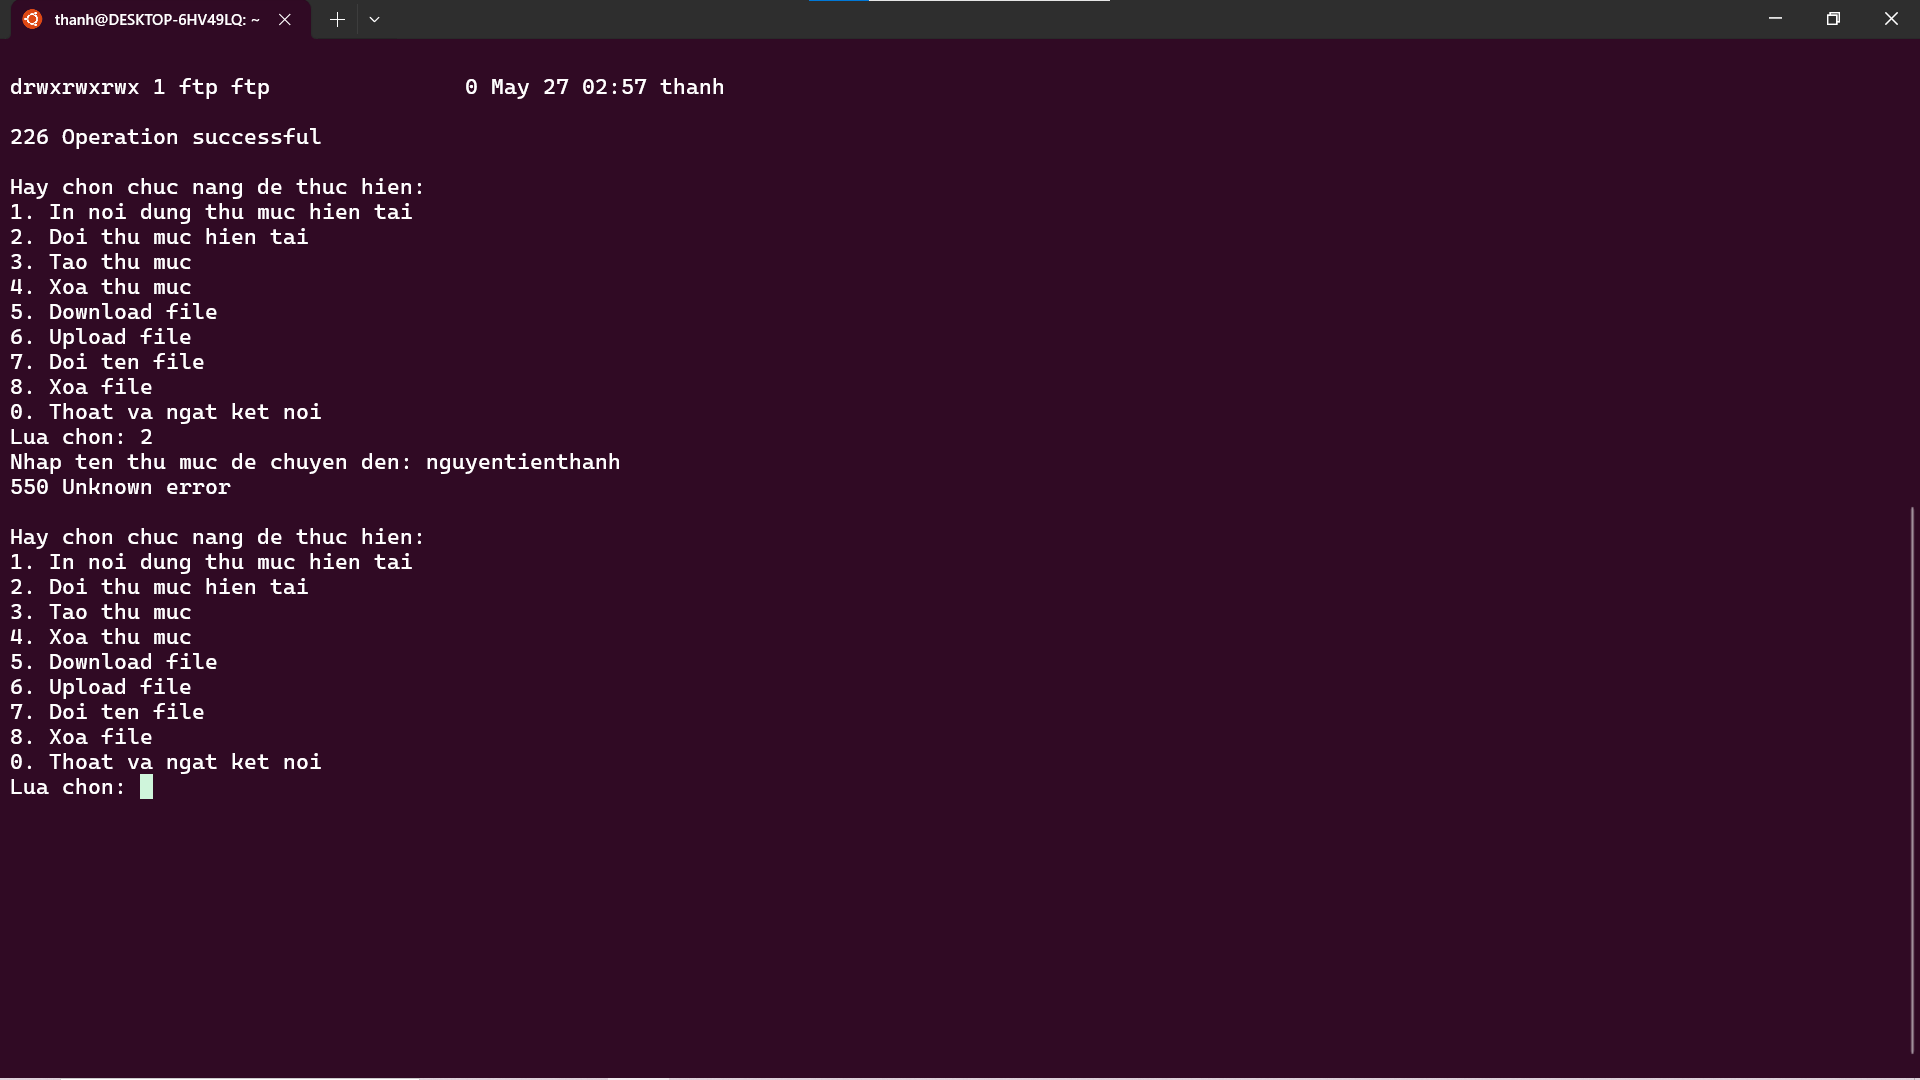 thanh@DESKTOP-6HV49LQ: ~
drwxrwxrwx 1 ftp ftp               0 May 27 02:57 thanh
226 Operation successful
Hay chon chuc nang de thuc hien:
1. In noi dung thu muc hien tai
2. Doi thu muc hien tai
3. Tao thu muc
4. Xoa thu muc
5. Download file
6. Upload file
7. Doi ten file
8. Xoa file
0. Thoat va ngat ket noi
Lua chon: 2
Nhap ten thu muc de chuyen den: nguyentienthanh
550 Unknown error
Hay chon chuc nang de thuc hien:
1. In noi dung thu muc hien tai
2. Doi thu muc hien tai
3. Tao thu muc
4. Xoa thu muc
5. Download file
6. Upload file
7. Doi ten file
8. Xoa file
0. Thoat va ngat ket noi
Lua chon: